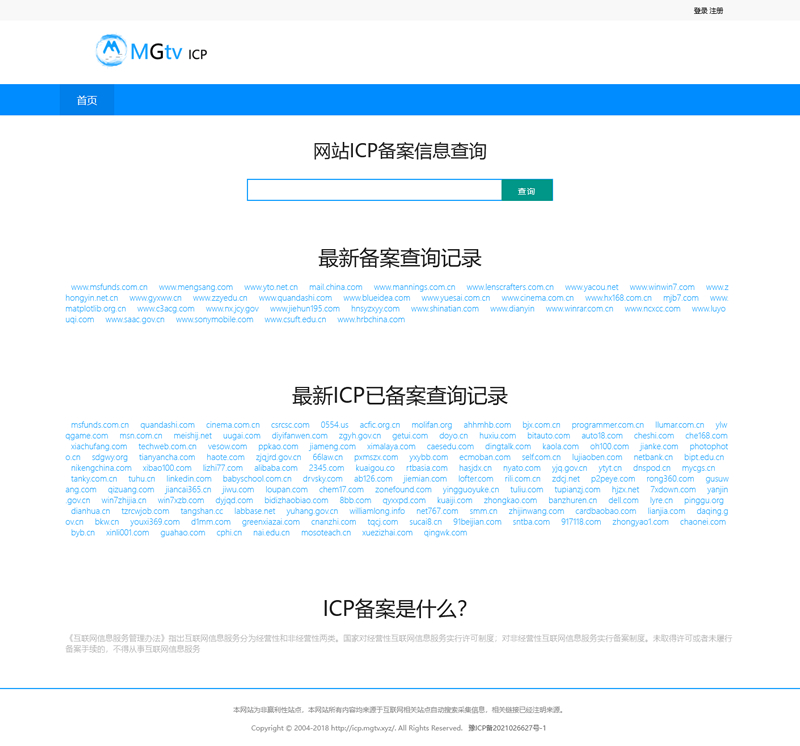 登录 注册
MGtv ICP
首页
网站ICP备案信息查询
查询
最新备案查询记录
www.msfunds.com.cn www.mengsang.com www.yto.net.cn mail.china.com www.mannings.com.cn www.lenscrafters.com.cn www.yacou.net www.winwin7.com www.z
hongyin.net.cn www.gyxww.cn www.zzyedu.cn www.quandashi.com www.blueidea.com www.yuesai.com.cn www.cinema.com.cn www.hx168.com.cn mjb7.com www.
matplotlib.org.cn www.c3acg.com www.nx.jcy.gov www.jiehun195.com hnsyzxyy.com www.shinatian.com www.dianyin www.winrar.com.cn www.ncxcc.com www.luyo
uqi.com www.saac.gov.cn www.sonymobile.com www.csuft.edu.cn www.hrbchina.com
最新ICP已备案查询记录
msfunds.com.cn quandashi.com cinema.com.cn csrcsc.com 0554.us acfic.org.cn molifan.org ahhmhb.com bjx.com.cn programmer.com.cn llumar.com.cn ylw
qgame.com msn.com.cn meishij.net uugai.com diyifanwen.com zgyh.gov.cn getui.com doyo.cn huxiu.com bitauto.com auto18.com cheshi.com che168.com
xiachufang.com techweb.com.cn vesow.com ppkao.com jiameng.com ximalaya.com caesedu.com dingtalk.com kaola.com oh100.com jianke.com photophot
o.cn sdgwy.org tianyancha.com haote.com zjqjrd.gov.cn 66law.cn pxmszx.com yxybb.com ecmoban.com self.com.cn lujiaoben.com netbank.cn bipt.edu.cn
nikengchina.com xibao100.com lizhi77.com alibaba.com 2345.com kuaigou.co rtbasia.com hasjdx.cn nyato.com yjq.gov.cn ytyt.cn dnspod.cn mycgs.cn
tanky.com.cn tuhu.cn linkedin.com babyschool.com.cn drvsky.com ab126.com jiemian.com lofter.com rili.com.cn zdcj.net p2peye.com rong360.com gusuw
ang.com qizuang.com jiancai365.cn jiwu.com loupan.com chem17.com zonefound.com yingguoyuke.cn tuliu.com tupianzj.com hjzx.net 7xdown.com yanjin
.gov.cn win7zhijia.cn win7xzb.com dyjqd.com bidizhaobiao.com 8bb.com qyxxpd.com kuaiji.com zhongkao.com banzhuren.cn dell.com lyre.cn pinggu.org
dianhua.cn tzrcwjob.com tangshan.cc labbase.net yuhang.gov.cn williamlong.info net767.com smm.cn zhijinwang.com cardbaobao.com lianjia.com daqing.g
ov.cn bkw.cn youxi369.com d1mm.com greenxiazai.com cnanzhi.com tqcj.com sucai8.cn 91beijian.com sntba.com 917118.com zhongyao1.com chaonei.com
byb.cn xinli001.com guahao.com cphi.cn nai.edu.cn mosoteach.cn xuezizhai.com qingwk.com
ICP备案是什么?
《互联网信息服务管理办法》指出互联网信息服务分为经营性和非经营性两类。国家对经营性互联网信息服务实行许可制度；对非经营性互联网信息服务实行备案制度。未取得许可或者未履行
备案手续的，不得从事互联网信息服务
本网站为非赢利性站点，本网站所有内容均来源于互联网相关站点自动搜索采集信息，相关链接已经注明来源。
Copyright © 2004-2018 http://icp.mgtv.xyz/. All Rights Reserved. 豫ICP备2021026627号-1